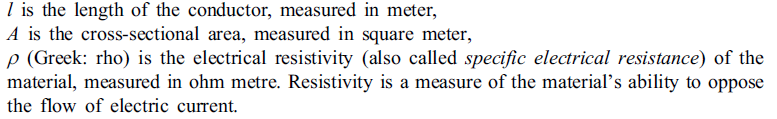 l is the length of the conductor, measured in meter,
A is the cross-sectional area, measured in square meter,
ρ (Greek: rho) is the electrical resistivity (also called specific electrical resistance) of the
material, measured in ohm metre. Resistivity is a measure of the material’s ability to oppose
the flow of electric current.